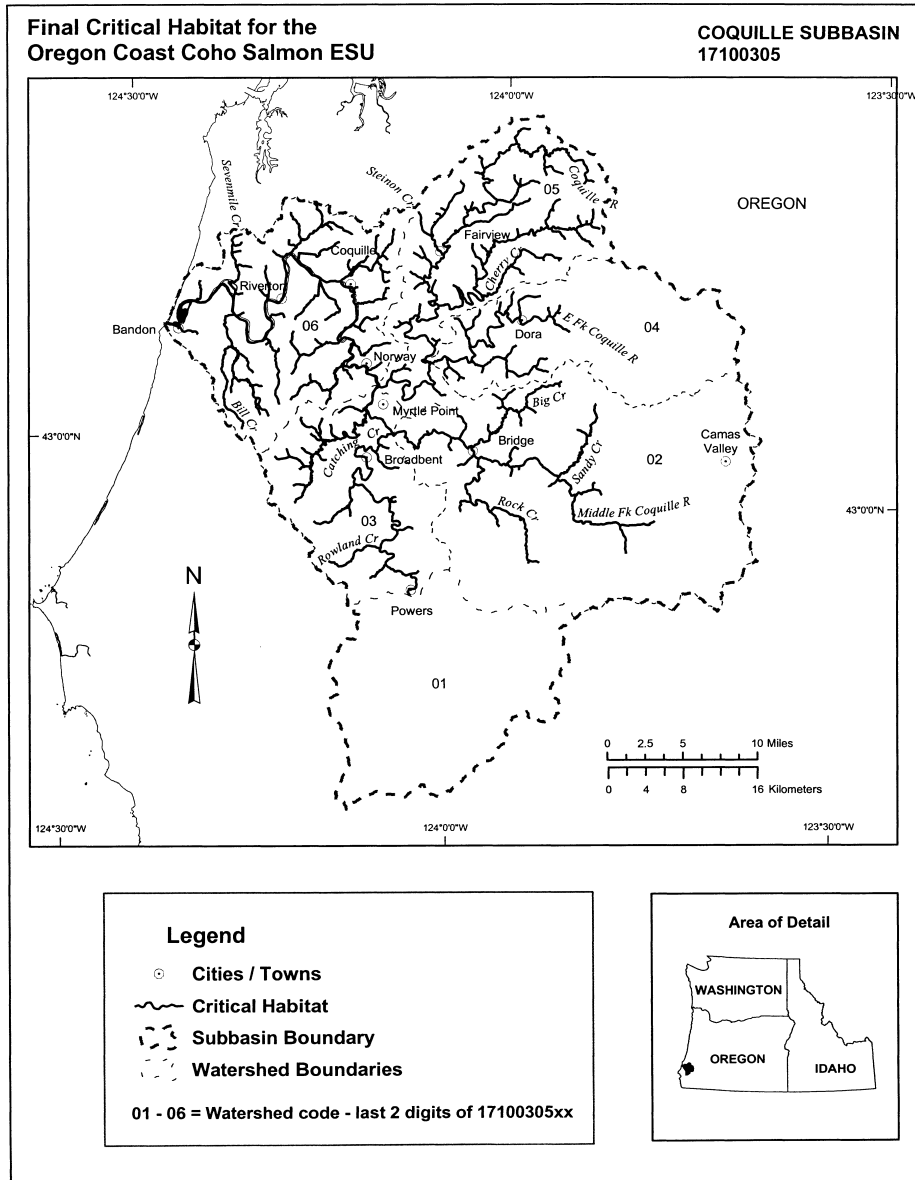 Final Critical Habitat for the
Oregon Coast Coho Salmon ESU
COQUILLE SUBBASIN
17100305
124°30'0"W
124°0'0"W
123°30'0"W
Sevenmile Cr
Steinon Cr
Coquille R
05
OREGON
Fairview
Coquille
Cherry Cr
Riverton
06
Bandon
Dora
E Fk Coquille R
04
Norway
Big Cr
Myrtle Point
Bill Cr
Catching Cr
Bridge
Camas
Valley
43°0'0"N
Broadbent
Sandy Cr
02
Rock Cr
Middle Fk Coquille R
43°0'0"N
03
Rowland Cr
N
Powers
01
0 2.5 5 10 Miles
0 4 8 16 Kilometers
124°30'0"W
124°0'0"W
123°30'0"W
Legend
Cities / Towns
Critical Habitat
Subbasin Boundary
Watershed Boundaries
01 - 06 = Watershed code - last 2 digits of 17100305xx
Area of Detail
WASHINGTON
OREGON
IDAHO